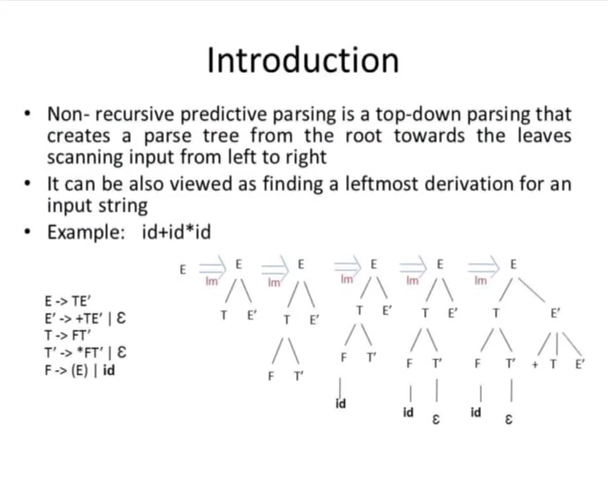 Introduction
• Non- recursive predictive parsing is a top-down parsing that
creates a parse tree from the root towards the leaves
scanning input from left to right
• It can be also viewed as finding a leftmost derivation for an
input string
• Example: id+id*id
E -> TE’
E’ -> +TE’ | Ɛ
T -> FT’
T’ -> *FT’ | Ɛ
F -> (E) | id
E E E E E E
lm lm lm lm lm
T E’ T E’ T E’ T E’ T E’
F T’ F T’ F T’ F T’ + T E’
id id Ɛ id Ɛ